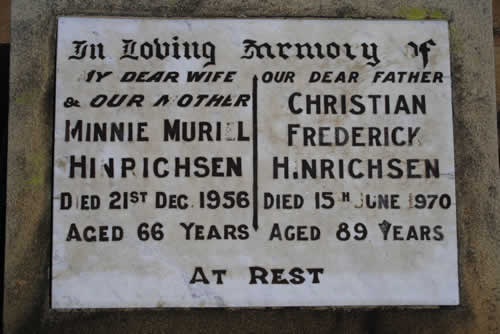 In Loving Memory of
MY DEAR WIFE
& OUR MOTHER
MINNIE MURIEL
HINRICHSEN
DIED 21ST DEC. 1956
AGED 66 YEARS
OUR DEAR FATHER
CHRISTIAN
FREDERICK
HINRICHSEN
DIED 15TH JUNE 1970
AGED 89 YEARS
AT REST